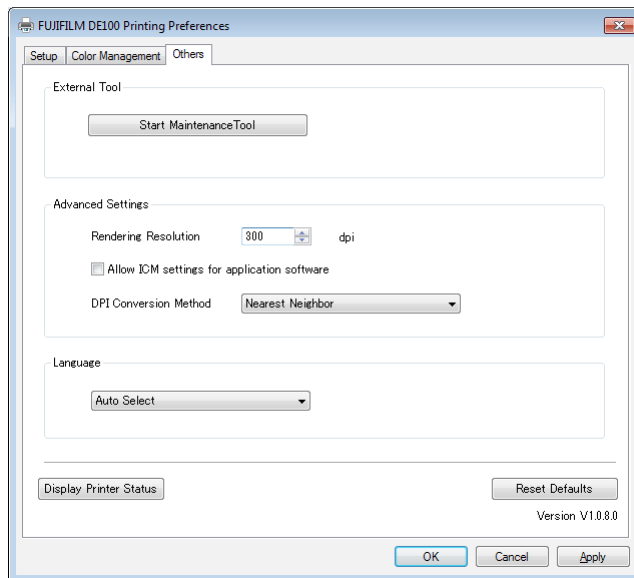 FUJIFILM DE100 Printing Preferences
Setup Color Management Others
External Tool
Start MaintenanceTool
Advanced Settings
Rendering Resolution 300 dpi
Allow ICM settings for application software
DPI Conversion Method Nearest Neighbor
Language
Auto Select
Display Printer Status Reset Defaults
Version V1.0.8.0
OK Cancel Apply